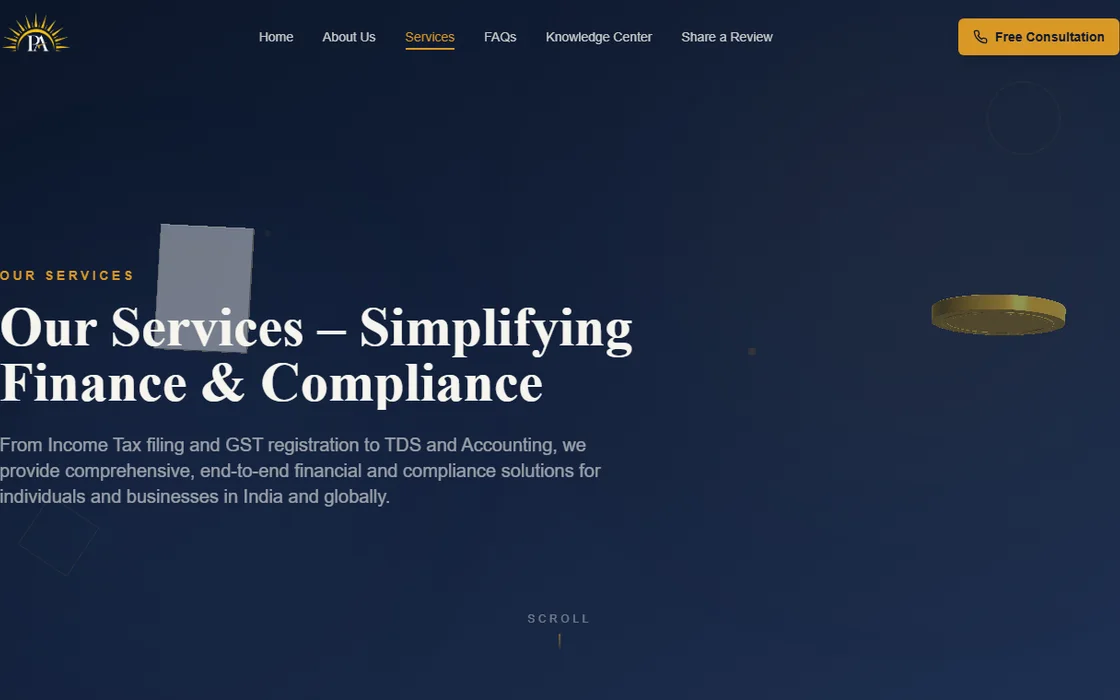 PA
Home
About Us
Services
FAQs
Knowledge Center
Share a Review
Free Consultation
OUR SERVICES
Our Services – Simplifying
Finance & Compliance
From Income Tax filing and GST registration to TDS and Accounting, we
provide comprehensive, end-to-end financial and compliance solutions for
individuals and businesses in India and globally.
SCROLL